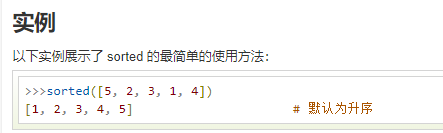 实例
以下实例展示了 sorted 的最简单的使用方法:
>>>sorted([5, 2, 3, 1, 4])
[1, 2, 3, 4, 5]                      # 默认为升序